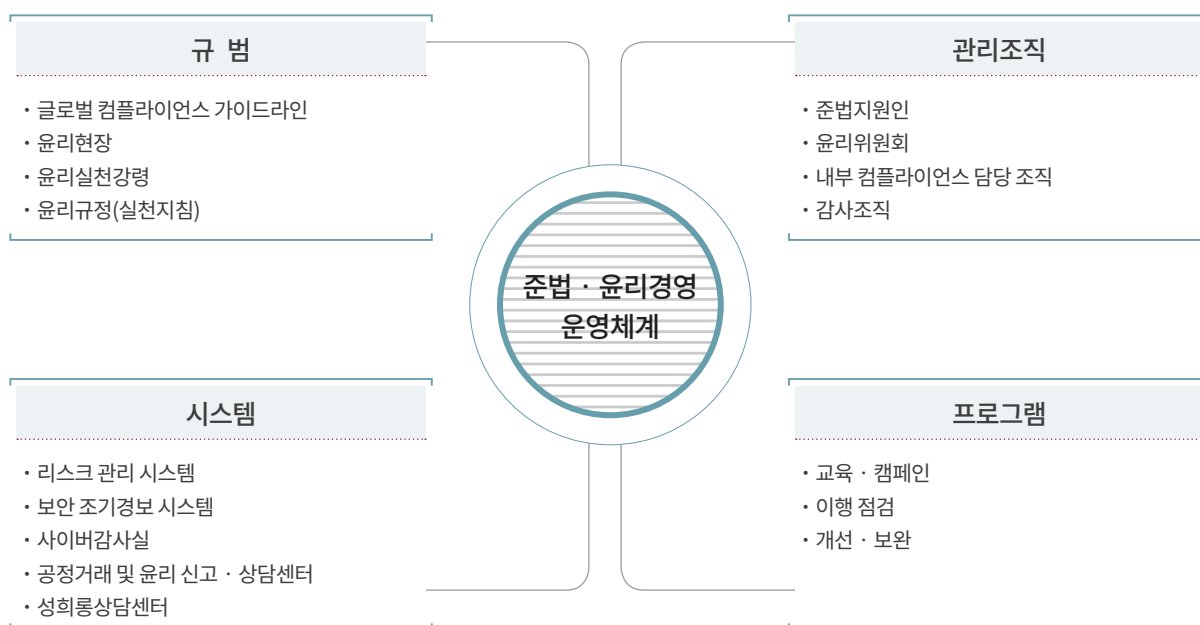 규 범
• 글로벌 컴플라이언스 가이드라인
• 윤리현장
• 윤리실천강령
• 윤리규정(실천지침)
관리조직
• 준법지원인
• 윤리위원회
• 내부 컴플라이언스 담당 조직
• 감사조직
준법 · 윤리경영
운영체계
시스템
• 리스크 관리 시스템
• 보안 조기경보 시스템
• 사이버감사실
• 공정거래 및 윤리 신고 · 상담센터
• 성희롱상담센터
프로그램
• 교육 · 캠페인
• 이행 점검
• 개선 · 보완